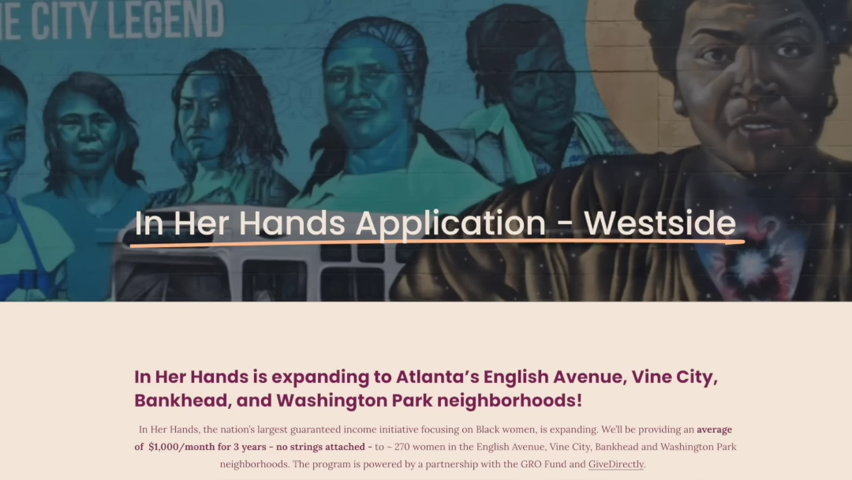 E CITY LEGEND
In Her Hands Application - Westside
In Her Hands is expanding to Atlanta's English Avenue, Vine City,
Bankhead, and Washington Park neighborhoods!
In Her Hands, the nation's largest guaranteed income initiative focusing on Black women, is expanding. We'll be providing an average
of $1,000/month for 3 years - no strings attached - to ~ 270 women in the English Avenue, Vine City, Bankhead and Washington Park
neighborhoods. The program is powered by a partnership with the GRO Fund and GiveDirectly.